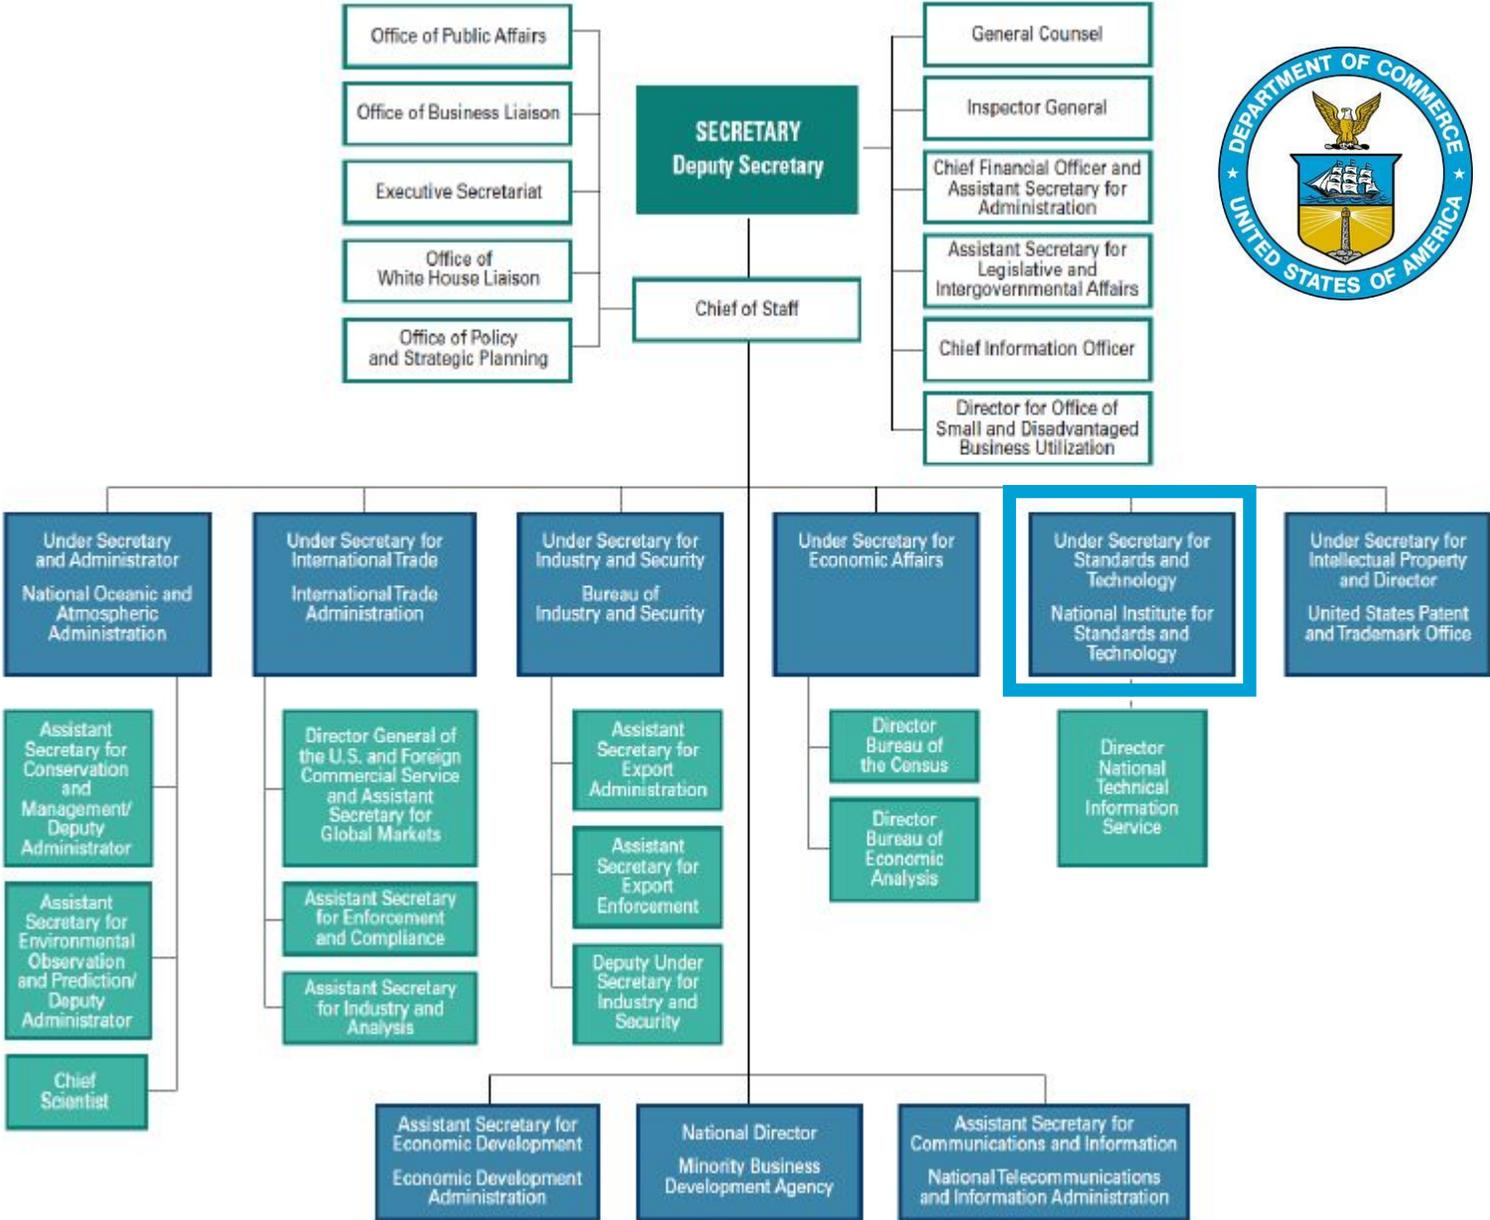 Office of Public Affairs
Office of Business Liaison
Executive Secretariat
Office of
White House Liaison
Office of Policy
and Strategic Planning
SECRETARY
Deputy Secretary
Chief of Staff
General Counsel
Inspector General
Chief Financial Officer and
Assistant Secretary for
Administration
Assistant Secretary for
Legislative and
Intergovernmental Affairs
Chief Information Officer
Director for Office of
Small and Disadvantaged
Business Utilization
DEPARTMENT OF COMMERCE
UNITED STATES OF AMERICA
Under Secretary
and Administrator
National Oceanic and
Atmospheric
Administration
Under Secretary for
International Trade
International Trade
Administration
Under Secretary for
Industry and Security
Bureau of
Industry and Security
Under Secretary for
Economic Affairs
Under Secretary for
Standards and
Technology
National Institute for
Standards and
Technology
Under Secretary for
Intellectual Property
and Director
United States Patent
and Trademark Office
Assistant
Secretary for
Conservation
and
Management/
Deputy
Administrator
Assistant
Secretary for
Environmental
Observation
and Prediction/
Deputy
Administrator
Chief
Scientist
Director General of
the U.S. and Foreign
Commercial Service
and Assistant
Secretary for
Global Markets
Assistant Secretary
for Enforcement
and Compliance
Assistant Secretary
for Industry and
Analysis
Assistant
Secretary for
Export
Administration
Assistant
Secretary for
Export
Enforcement
Deputy Under
Secretary for
Industry and
Security
Director
Bureau of
the Census
Director
Bureau of
Economic
Analysis
Director
National
Technical
Information
Service
Assistant Secretary for
Economic Development
Economic Development
Administration
National Director
Minority Business
Development Agency
Assistant Secretary for
Communications and Information
National Telecommunications
and Information Administration